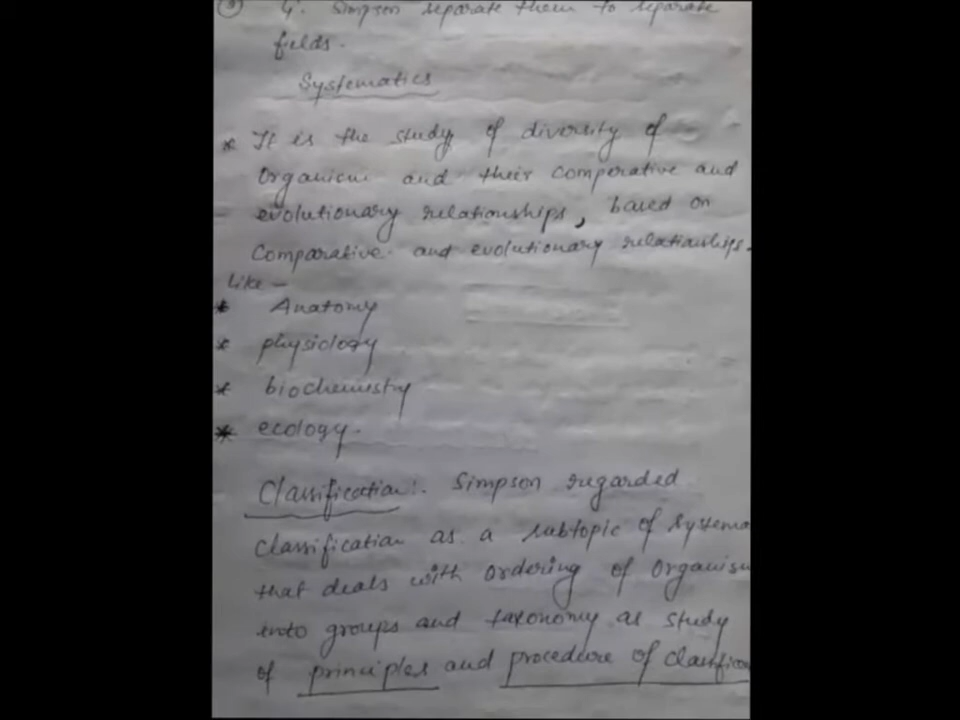 (3) 4. Simpson separate them to separate
fields.
Systematics
* It is the study of diversity of
Organism and their comperative and
evolutionary relationships, based on
Comparative and evolutionary relationships.
Like —
* Anatomy
* physiology
* biochemistry
* ecology.
Classification:. Simpson regarded
Classification as a subtopic of systema
that deals with ordering of organism
into groups and taxonomy as study
of principles and procedure of classficai